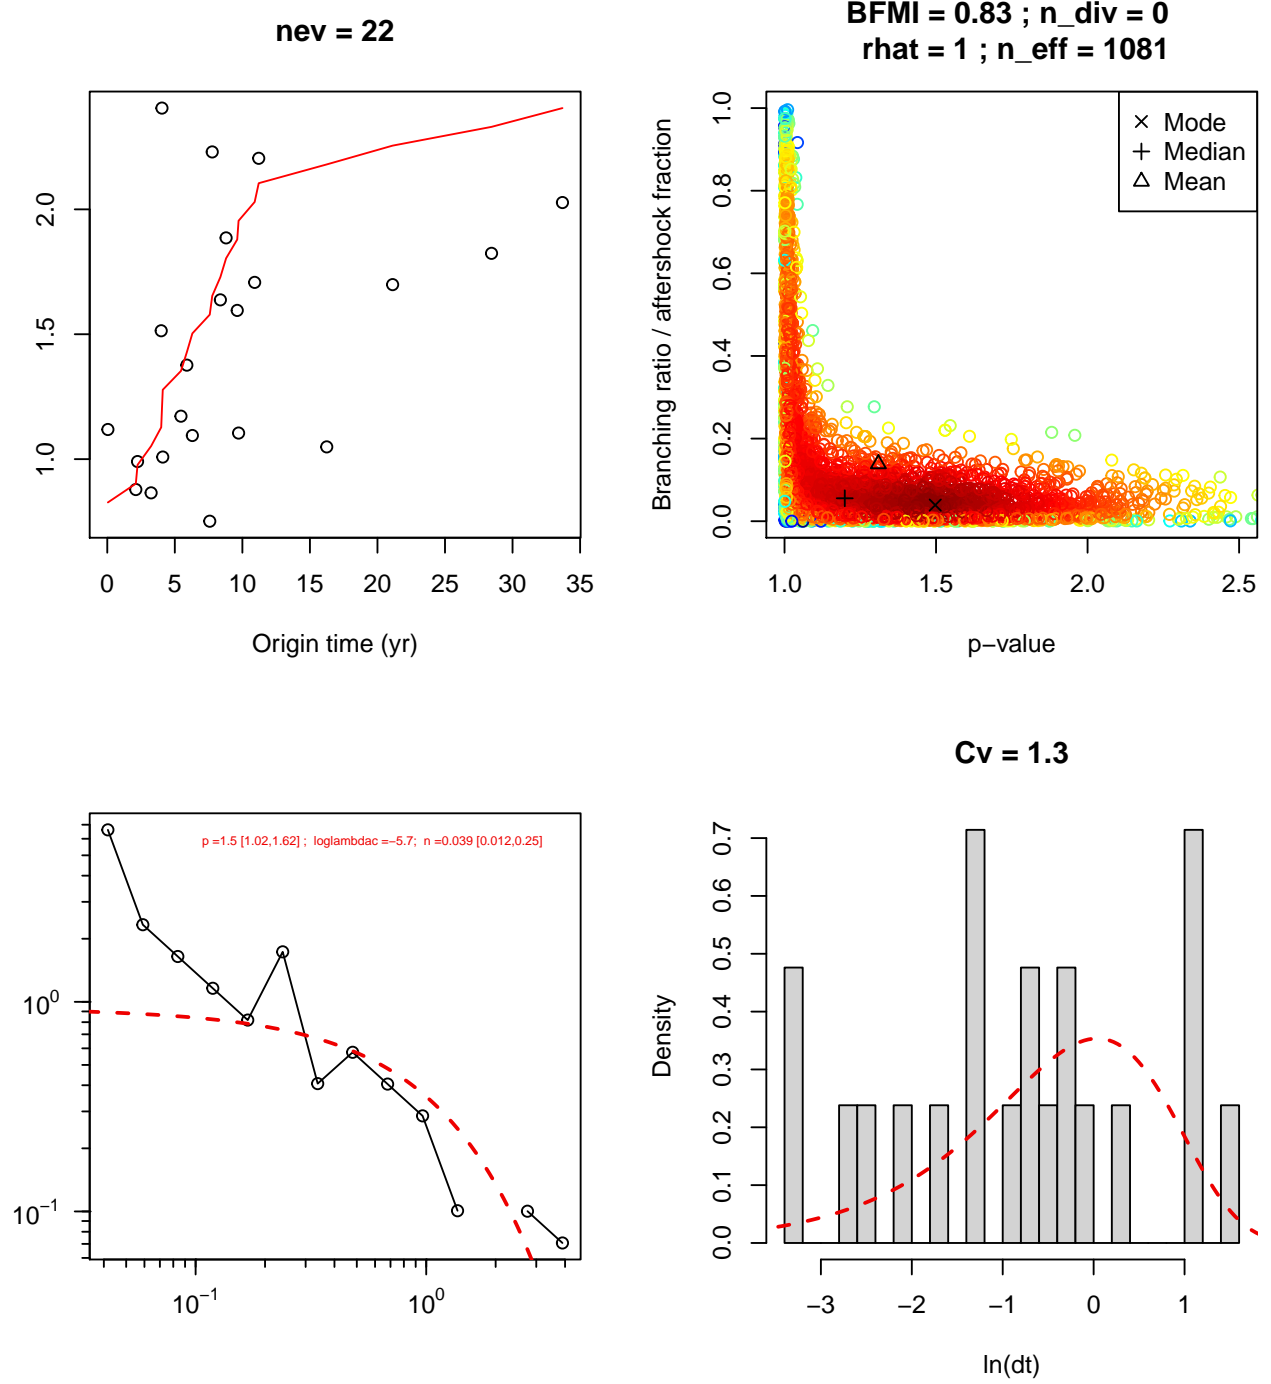 nev = 22
2.0
1.5
1.0
0 5 10 15 20 25 30 35
Origin time (yr)
BFMI = 0.83 ; n_div = 0
rhat = 1 ; n_eff = 1081
Branching ratio / aftershock fraction
1.0
0.8
0.6
0.4
0.2
0.0
Mode
Median
Mean
1.0 1.5 2.0 2.5
p−value
p =1.5 [1.02,1.62] ; loglambdac =−5.7; n =0.039 [0.012,0.25]
10⁰
10⁻¹
10⁻¹ 10⁰
Cv = 1.3
Density
0.7
0.6
0.5
0.4
0.3
0.2
0.1
0.0
−3 −2 −1 0 1
ln(dt)